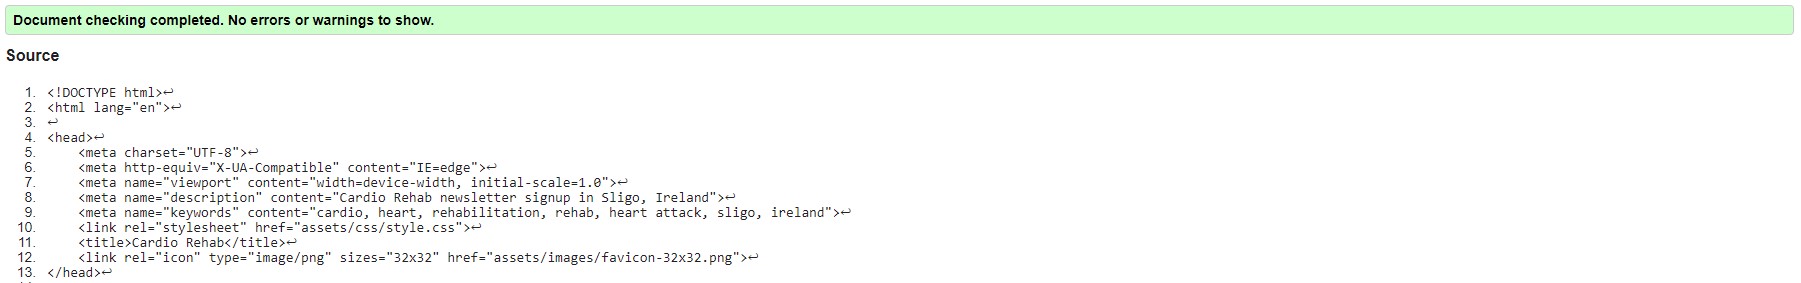 Document checking completed. No errors or warnings to show.
Source
1. <!DOCTYPE html>↩
2. <html lang="en">↩
3. ↩
4. <head>↩
5.     <meta charset="UTF-8">↩
6.     <meta http-equiv="X-UA-Compatible" content="IE=edge">↩
7.     <meta name="viewport" content="width=device-width, initial-scale=1.0">↩
8.     <meta name="description" content="Cardio Rehab newsletter signup in Sligo, Ireland">↩
9.     <meta name="keywords" content="cardio, heart, rehabilitation, rehab, heart attack, sligo, ireland">↩
10.     <link rel="stylesheet" href="assets/css/style.css">↩
11.     <title>Cardio Rehab</title>↩
12.     <link rel="icon" type="image/png" sizes="32x32" href="assets/images/favicon-32x32.png">↩
13. </head>↩